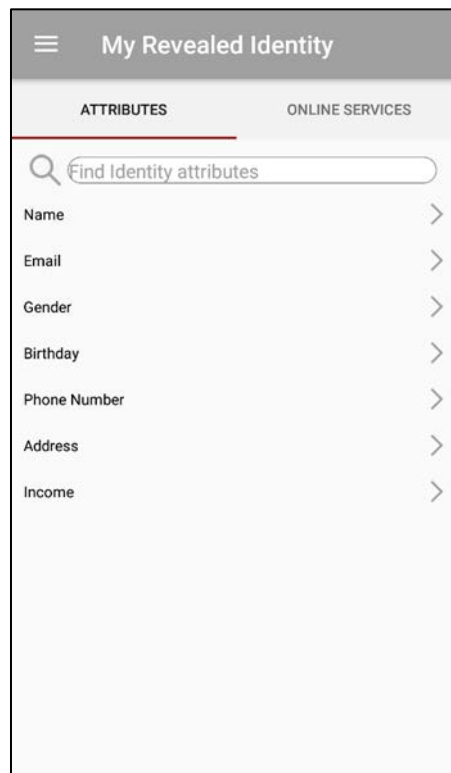 My Revealed Identity
ATTRIBUTES ONLINE SERVICES
Find Identity attributes
Name
Email
Gender
Birthday
Phone Number
Address
Income